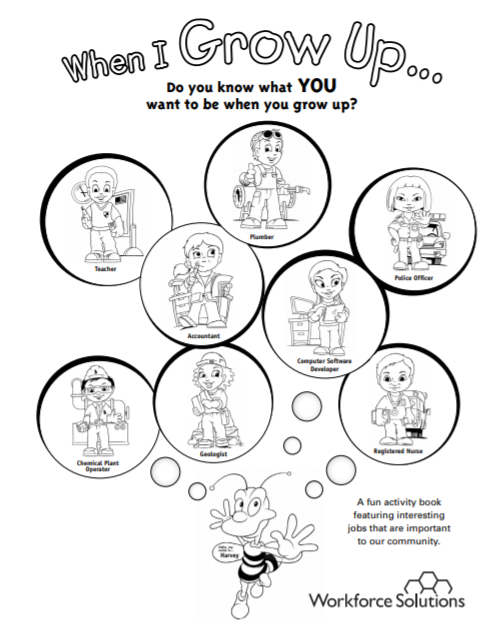 When I Grow Up...
Do you know what YOU
want to be when you grow up?
Plumber
Teacher
Police Officer
Accountant
Computer Software
Developer
Geologist
Registered Nurse
Chemical Plant
Operator
Harvey
A fun activity book
featuring interesting
jobs that are important
to our community.
Workforce Solutions